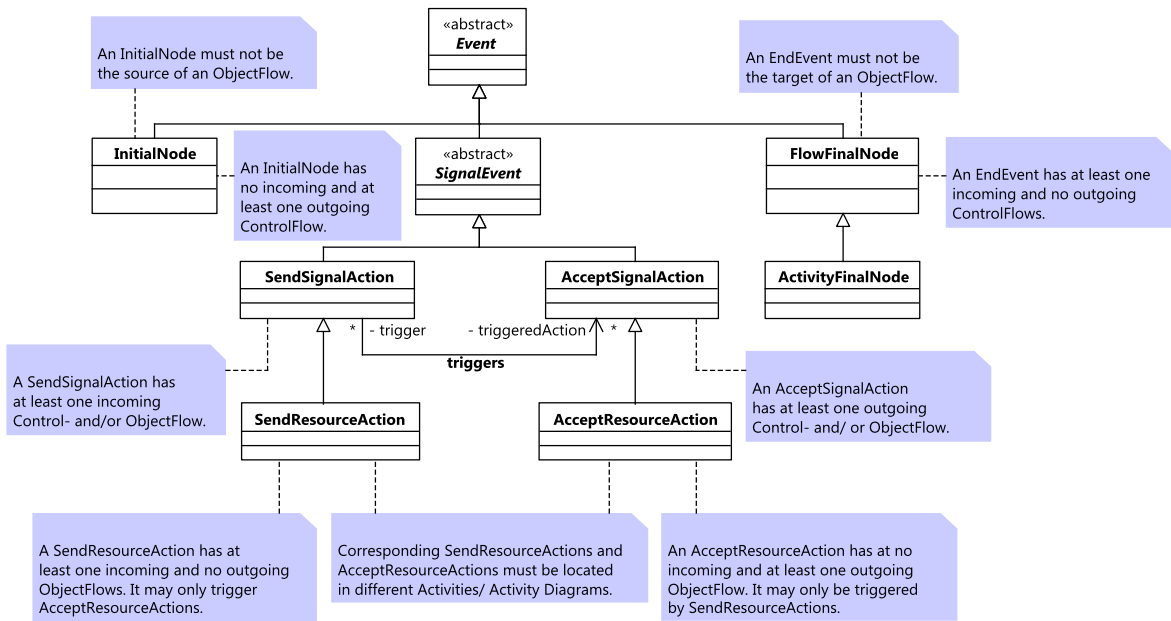 «abstract»
Event
An InitialNode must not be
the source of an ObjectFlow.
An EndEvent must not be
the target of an ObjectFlow.
InitialNode
An InitialNode has
no incoming and at
least one outgoing
ControlFlow.
«abstract»
SignalEvent
FlowFinalNode
An EndEvent has at least one
incoming and no outgoing
ControlFlows.
SendSignalAction
AcceptSignalAction
ActivityFinalNode
* - trigger - triggeredAction *
triggers
A SendSignalAction has
at least one incoming
Control- and/or ObjectFlow.
An AcceptSignalAction
has at least one outgoing
Control- and/ or ObjectFlow.
SendResourceAction
AcceptResourceAction
A SendResourceAction has at
least one incoming and no outgoing
ObjectFlows. It may only trigger
AcceptResourceActions.
Corresponding SendResourceActions and
AcceptResourceActions must be located
in different Activities/ Activity Diagrams.
An AcceptResourceAction has at no
incoming and at least one outgoing
ObjectFlow. It may only be triggered
by SendResourceActions.